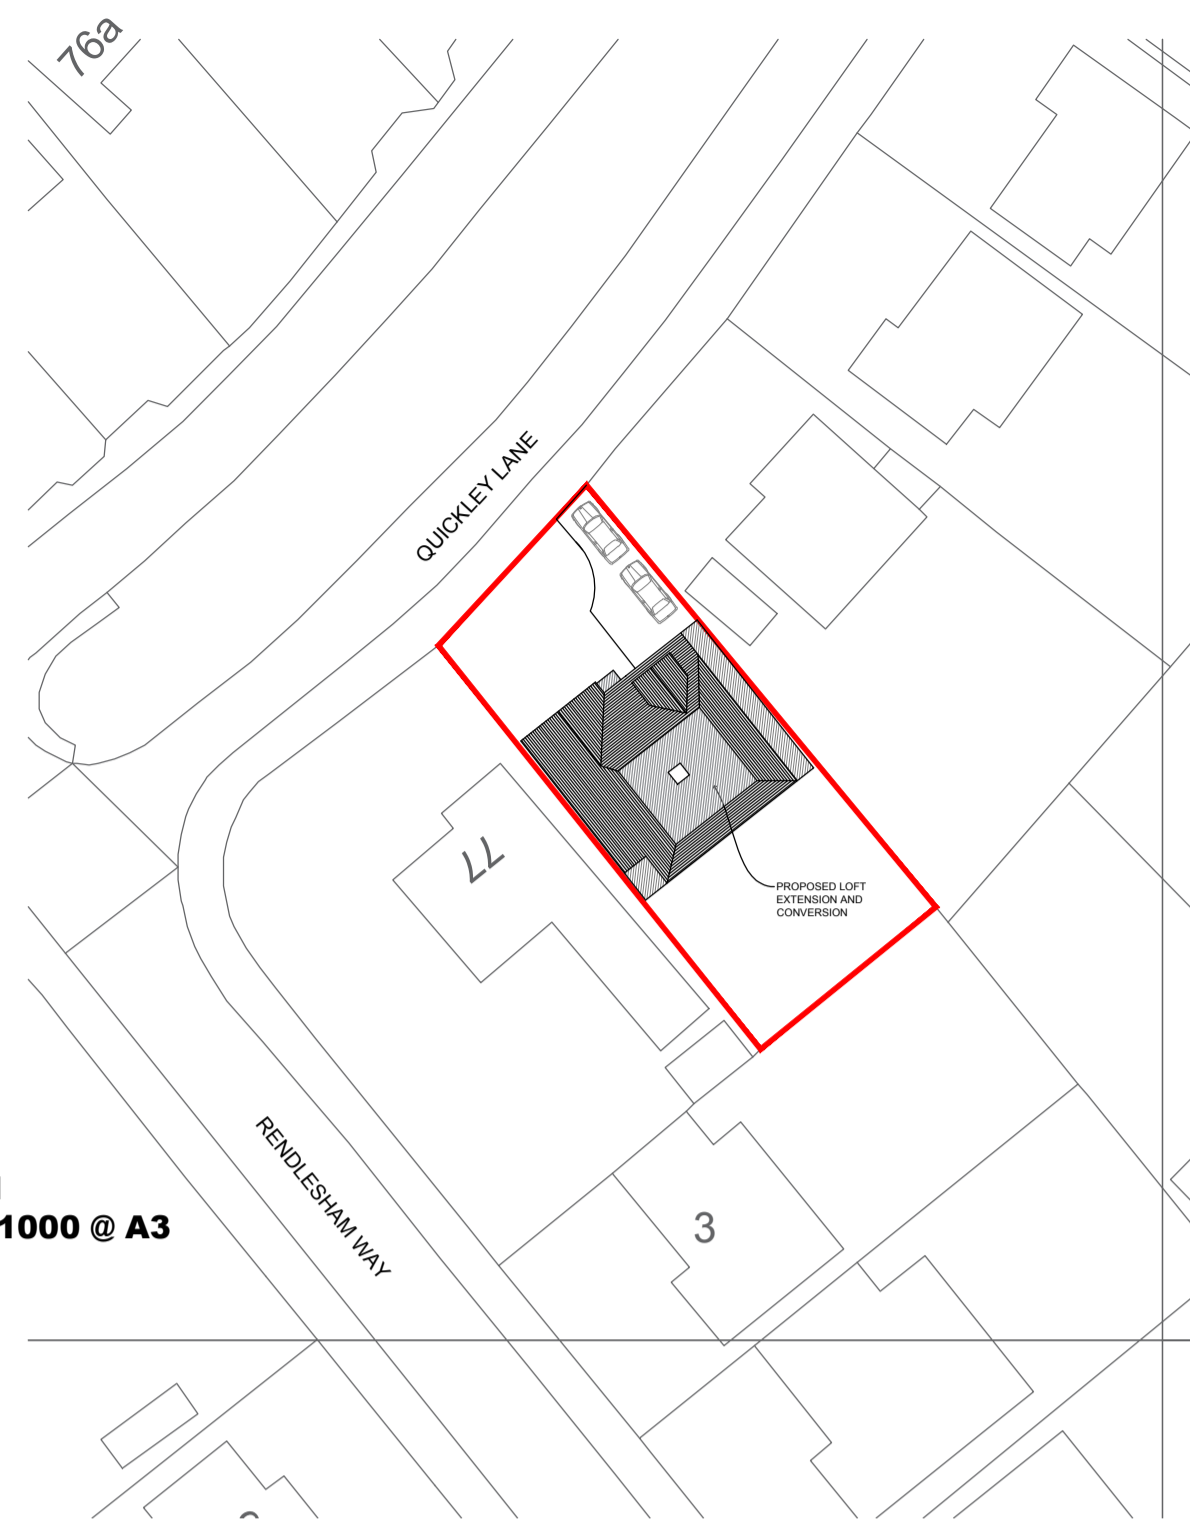 76a
QUICKLEY LANE
77
PROPOSED LOFT
EXTENSION AND
CONVERSION
RENDLESHAM WAY
1000 @ A3
3